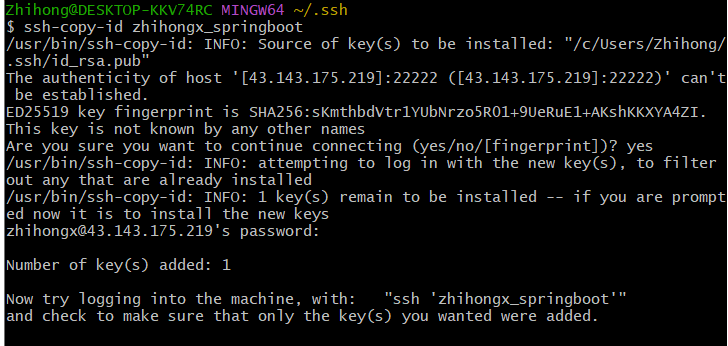 Zhihong@DESKTOP-KKV74RC MINGW64 ~/.ssh
$ ssh-copy-id zhihongx_springboot
/usr/bin/ssh-copy-id: INFO: Source of key(s) to be installed: "/c/Users/Zhihong/
.ssh/id_rsa.pub"
The authenticity of host '[43.143.175.219]:22222 ([43.143.175.219]:22222)' can't
be established.
ED25519 key fingerprint is SHA256:sKmthbdVtr1YUbNrzo5RO1+9UeRuE1+AKshKKXYA4ZI.
This key is not known by any other names
Are you sure you want to continue connecting (yes/no/[fingerprint])? yes
/usr/bin/ssh-copy-id: INFO: attempting to log in with the new key(s), to filter
out any that are already installed
/usr/bin/ssh-copy-id: INFO: 1 key(s) remain to be installed -- if you are prompt
ed now it is to install the new keys
zhihongx@43.143.175.219's password:
Number of key(s) added: 1
Now try logging into the machine, with:   "ssh 'zhihongx_springboot'"
and check to make sure that only the key(s) you wanted were added.